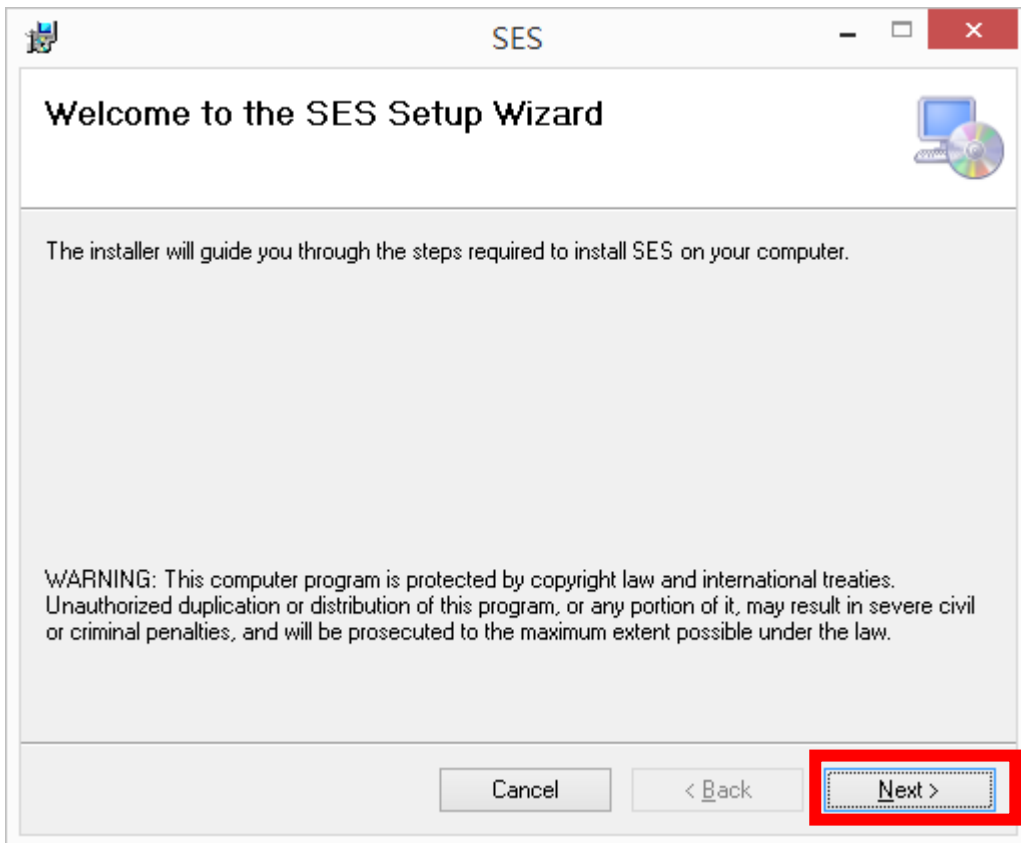 SES
Welcome to the SES Setup Wizard
The installer will guide you through the steps required to install SES on your computer.
WARNING: This computer program is protected by copyright law and international treaties.
Unauthorized duplication or distribution of this program, or any portion of it, may result in severe civil
or criminal penalties, and will be prosecuted to the maximum extent possible under the law.
Cancel < Back Next >